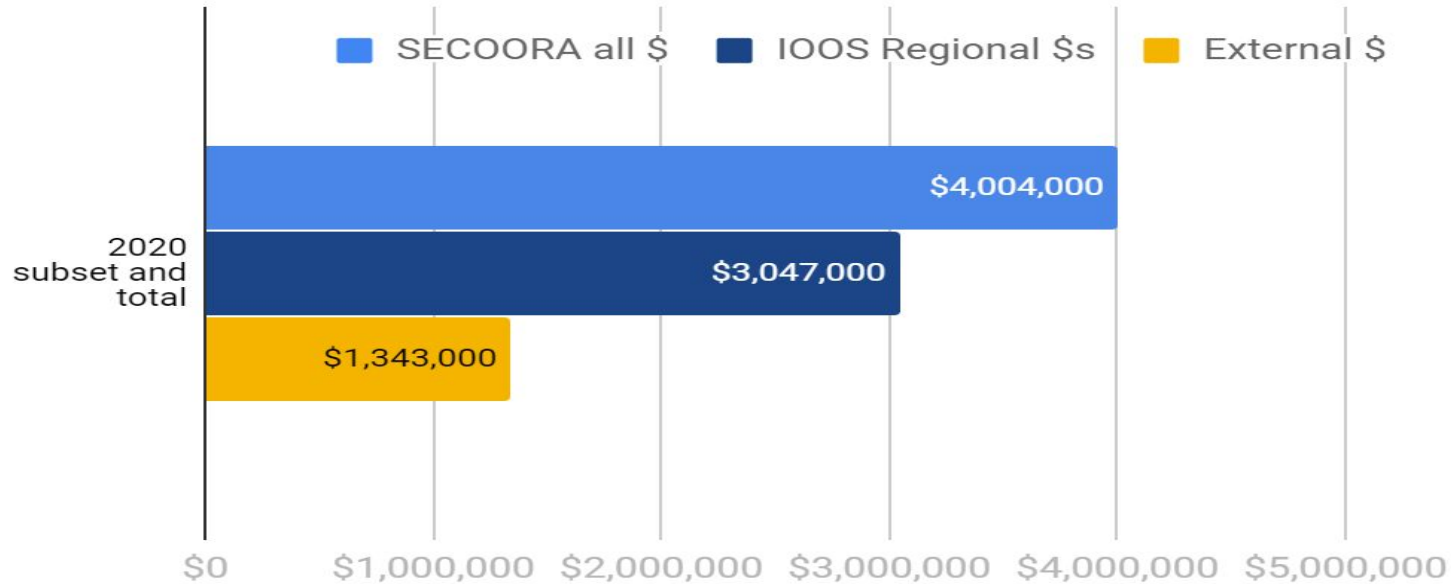 SECOORA all $ IOOS Regional $s External $
$4,004,000
2020
subset and
total
$3,047,000
$1,343,000
$0 $1,000,000 $2,000,000 $3,000,000 $4,000,000 $5,000,000